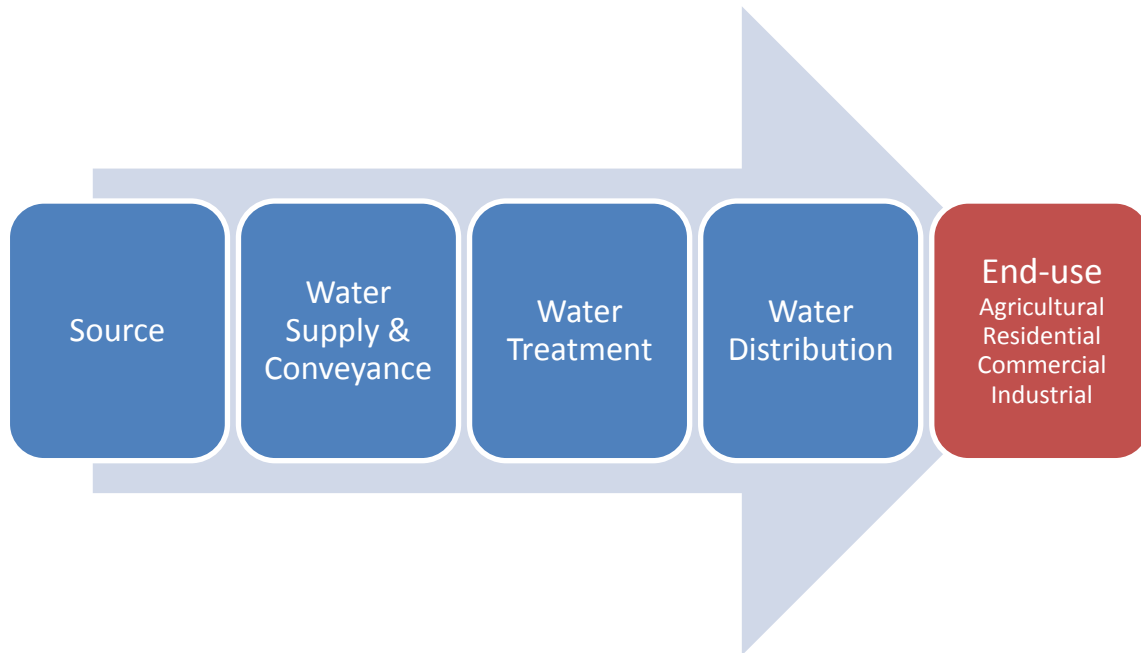 Source
Water
Supply &
Conveyance
Water
Treatment
Water
Distribution
End-use
Agricultural
Residential
Commercial
Industrial